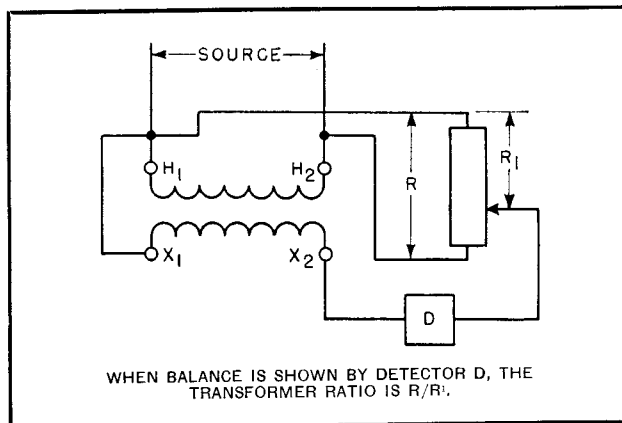 SOURCE
H1 H2
R
R1
X1 X2
D
WHEN BALANCE IS SHOWN BY DETECTOR D, THE
TRANSFORMER RATIO IS R/R¹.